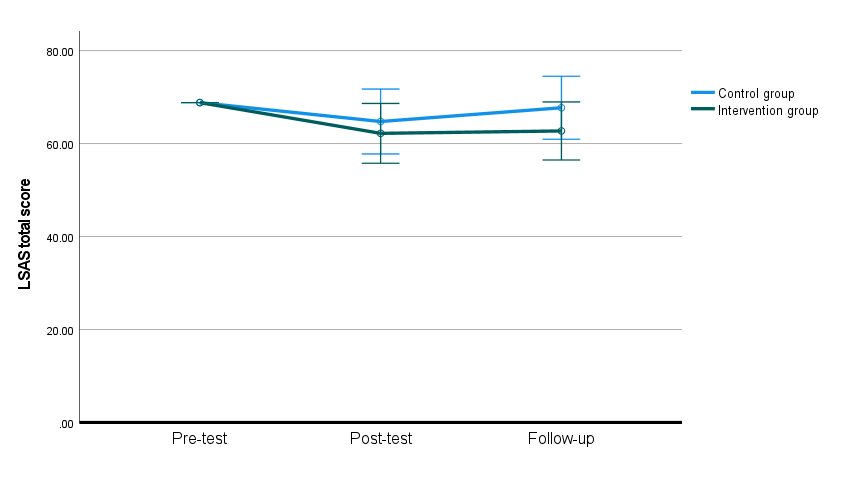 80.00
60.00
40.00
20.00
.00
LSAS total score
Pre-test
Post-test
Follow-up
Control group
Intervention group